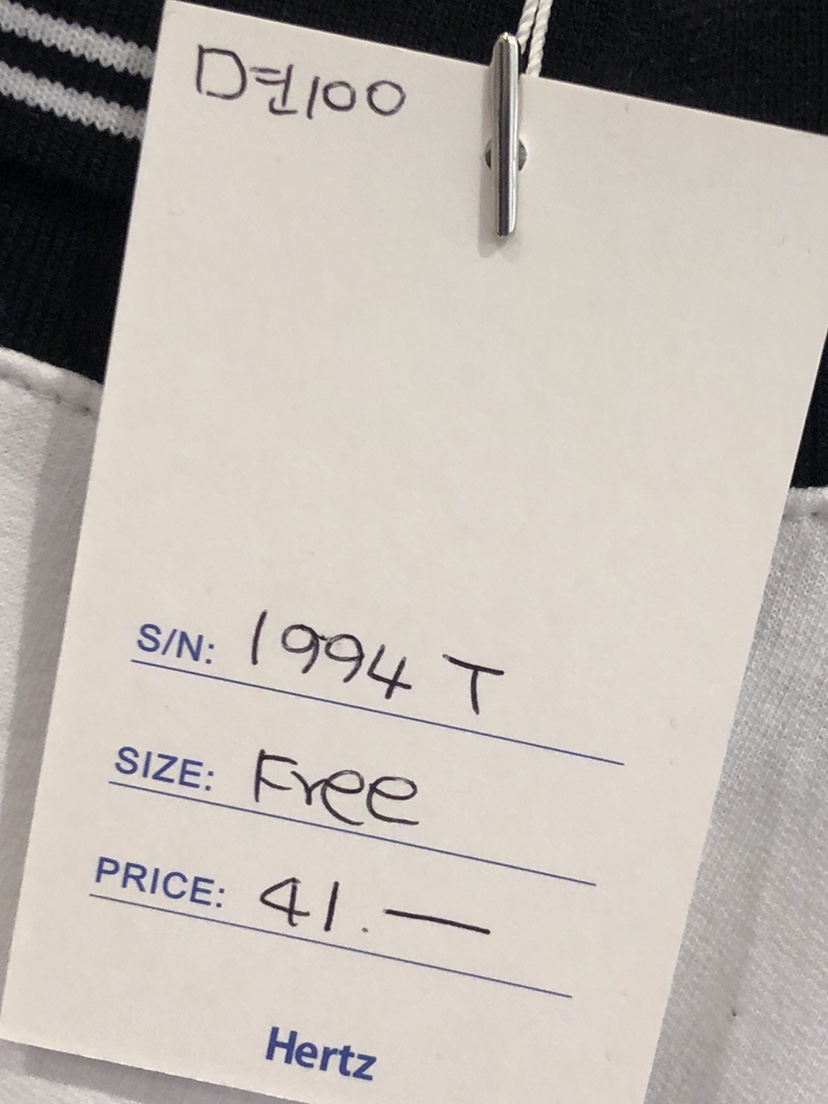 D면100
S/N: 1994 T
SIZE: Free
PRICE: 41.—
Hertz